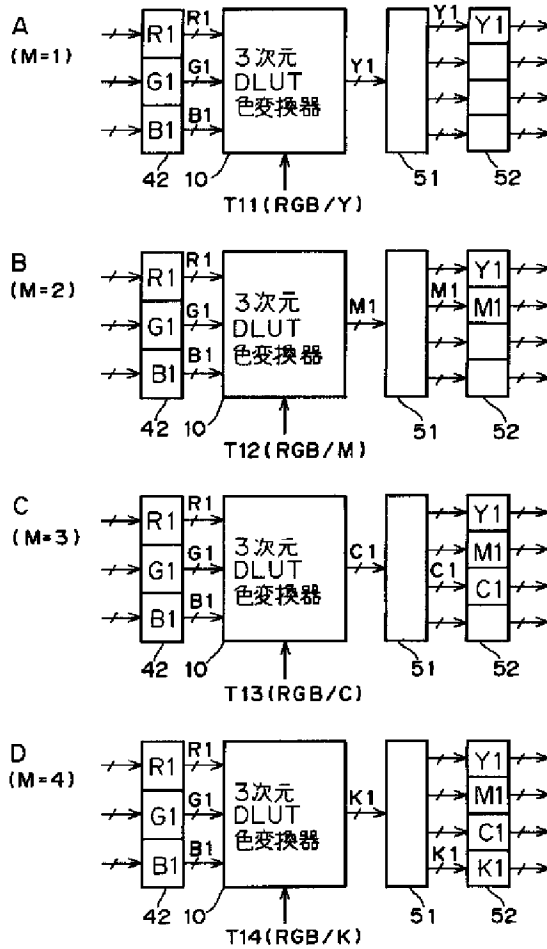 A
(M=1)
R1
G1
B1
R1
G1
B1
3次元
DLUT
色変換器
Y1
Y1
Y1
42
10
51
52
T11(RGB/Y)
B
(M=2)
R1
G1
B1
R1
G1
B1
3次元
DLUT
色変換器
M1
M1
Y1
M1
42
10
51
52
T12(RGB/M)
C
(M=3)
R1
G1
B1
R1
G1
B1
3次元
DLUT
色変換器
C1
C1
Y1
M1
C1
42
10
51
52
T13(RGB/C)
D
(M=4)
R1
G1
B1
R1
G1
B1
3次元
DLUT
色変換器
K1
K1
Y1
M1
C1
K1
42
10
51
52
T14(RGB/K)